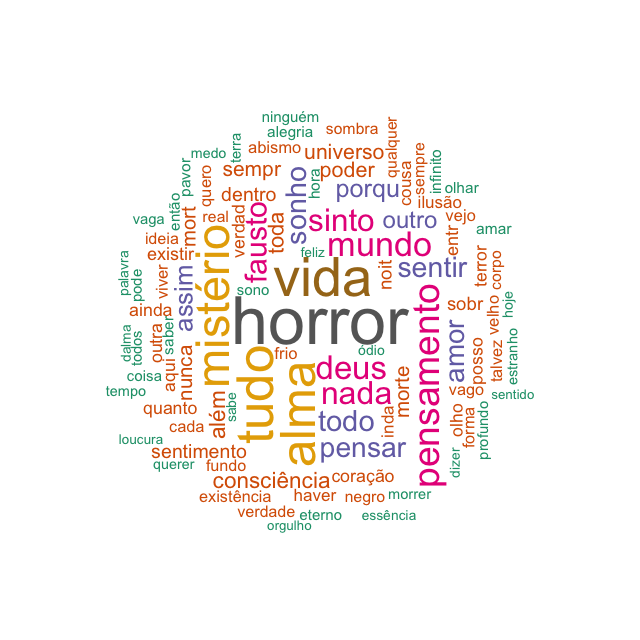 ninguém
alegria
sombra
qualquer
terra
abismo
universo
medo
sempre
infinito
pavor
quero
sempr
poder
cousa
olhar
hora
dentro
sonho
porqu
ilusão
então
mort
real
verdad
fausto
toda
sinto
outro
vejo
vaga
amar
ideia
mistério
mundo
entr
existir
feliz
sentir
terror
corpo
palavra
pode
viver
assim
vida
noit
sono
horror
pensamento
sobr
velho
hoje
ainda
saber
dalma
todos
outra
nunca
aqui
tudo
frio
ódio
amor
posso
talvez
estranho
coisa
alma
deus
tempo
nada
morte
vago
sentido
quanto
além
sabe
todo
inda
olho
forma
profundo
cada
loucura
sentimento
pensar
querer
fundo
dizer
consciência
coração
existência
haver
negro
morrer
verdade
eterno
essência
orgulho